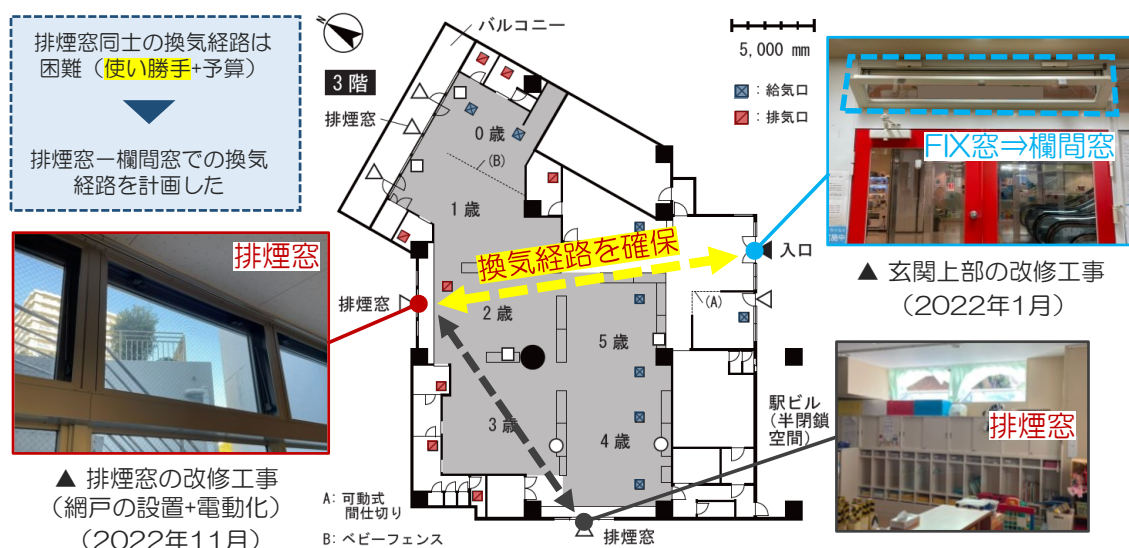 排煙窓同士の換気経路は
困難（使い勝手+予算）
排煙窓ー欄間窓での換気
経路を計画した
バルコニー
3階
排煙窓
0歳
(B)
1歳
5,000 mm
：給気口
：排気口
FIX窓⇒欄間窓
▲ 玄関上部の改修工事
（2022年1月）
換気経路を確保
入口
(A)
排煙窓
2歳
5歳
3歳
4歳
駅ビル
（半閉鎖
空間）
排煙窓
▲ 排煙窓の改修工事
（網戸の設置+電動化）
（2022年11月）
A: 可動式
間仕切り
B: ベビーフェンス
排煙窓
排煙窓